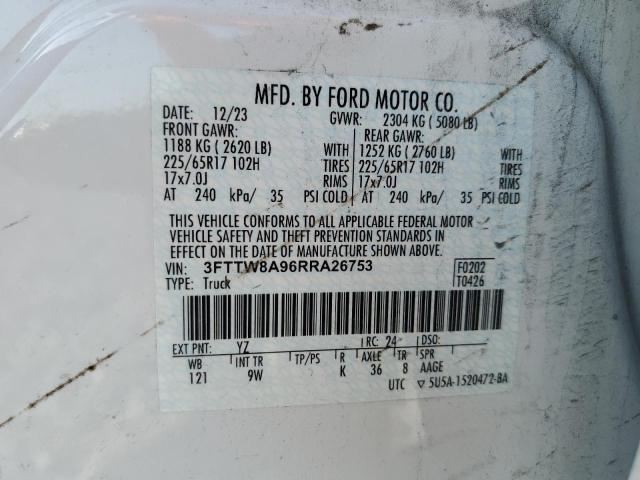 MFD. BY FORD MOTOR CO.
DATE: 12/23 GVWR: 2304 KG ( 5080 LB)
FRONT GAWR: REAR GAWR:
1188 KG ( 2620 LB) WITH 1252 KG ( 2760 LB) WITH
225/65R17 102H TIRES 225/65R17 102H TIRES
17x7.0J RIMS 17x7.0J RIMS
AT 240 kPa/ 35 PSI COLD AT 240 kPa/ 35 PSI COLD
THIS VEHICLE CONFORMS TO ALL APPLICABLE FEDERAL MOTOR
VEHICLE SAFETY AND THEFT PREVENTION STANDARDS IN
EFFECT ON THE DATE OF MANUFACTURE SHOWN ABOVE.
VIN: 3FTTW8A96RRA26753 F0202
TYPE: Truck T0426
EXT PNT: YZ RC: 24 DSO:
WB INT TR TP/PS R AXLE TR SPR
121 9W K 36 8 AAGE
UTC ▽5U5A-1520472-BA